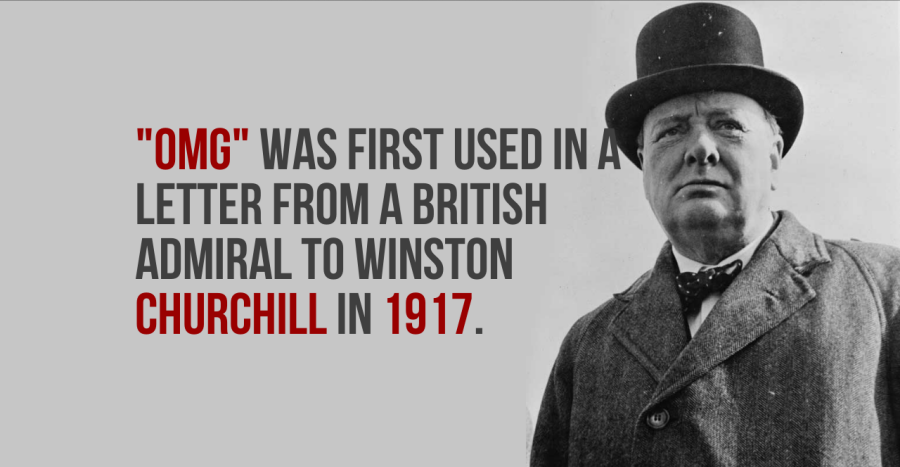 "OMG" WAS FIRST USED IN A
LETTER FROM A BRITISH
ADMIRAL TO WINSTON
CHURCHILL IN 1917.